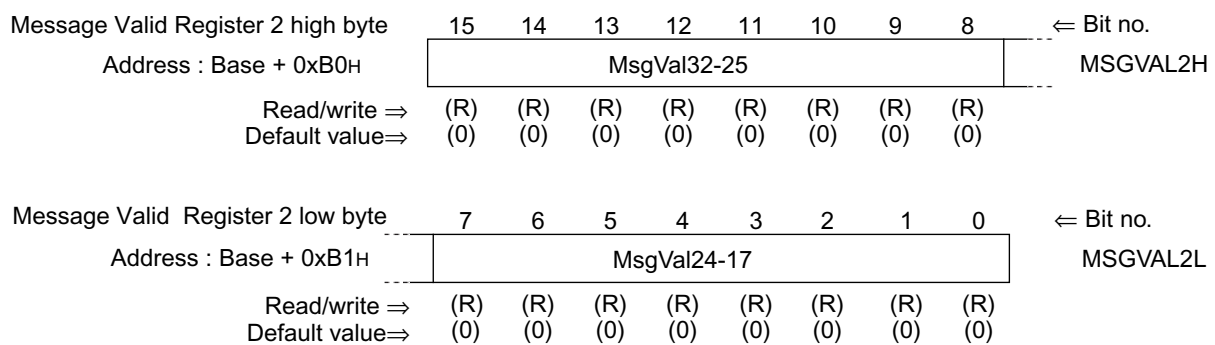 Message Valid Register 2 high byte 15 14 13 12 11 10 9 8 ⇐ Bit no.
Address : Base + 0xB0H MsgVal32-25 MSGVAL2H
Read/write ⇒ (R) (R) (R) (R) (R) (R) (R) (R)
Default value⇒ (0) (0) (0) (0) (0) (0) (0) (0)
Message Valid Register 2 low byte 7 6 5 4 3 2 1 0 ⇐ Bit no.
Address : Base + 0xB1H MsgVal24-17 MSGVAL2L
Read/write ⇒ (R) (R) (R) (R) (R) (R) (R) (R)
Default value⇒ (0) (0) (0) (0) (0) (0) (0) (0)